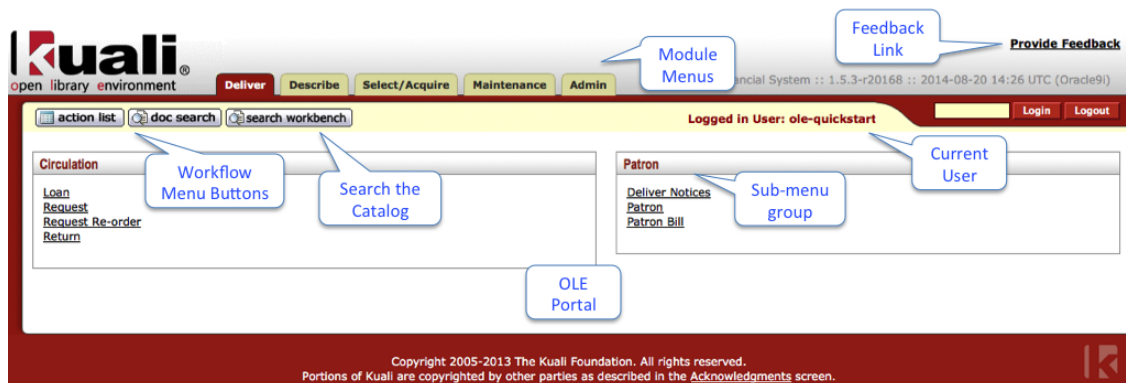 Feedback
Link
Provide Feedback
Kuali®
open library environment
Module
Menus
ancial System :: 1.5.3-r20168 :: 2014-08-20 14:26 UTC (Oracle9i)
Deliver Describe Select/Acquire Maintenance Admin
action list doc search search workbench
Logged in User: ole-quickstart
Login Logout
Current
User
Workflow
Menu Buttons
Search the
Catalog
Sub-menu
group
Circulation
Loan
Request
Request Re-order
Return
Patron
Deliver Notices
Patron
Patron Bill
OLE
Portal
Copyright 2005-2013 The Kuali Foundation. All rights reserved.
Portions of Kuali are copyrighted by other parties as described in the Acknowledgments screen.